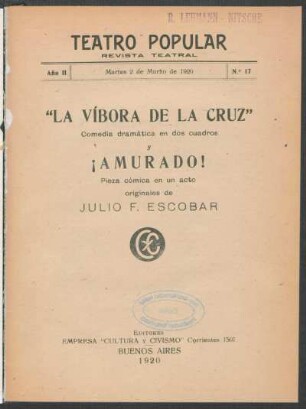 R. LEHMANN - NITSCHE
TEATRO POPULAR
REVISTA TEATRAL
Año II
Martes 2 de Marzo de 1920
N.º 17
"LA VÍBORA DE LA CRUZ"
Comedia dramática en dos cuadros
y
¡AMURADO!
Pieza cómica en un acto
originales de
JULIO F. ESCOBAR
EDITORES
EMPRESA "CULTURA y CIVISMO" Corrientes
BUENOS AIRES
1920